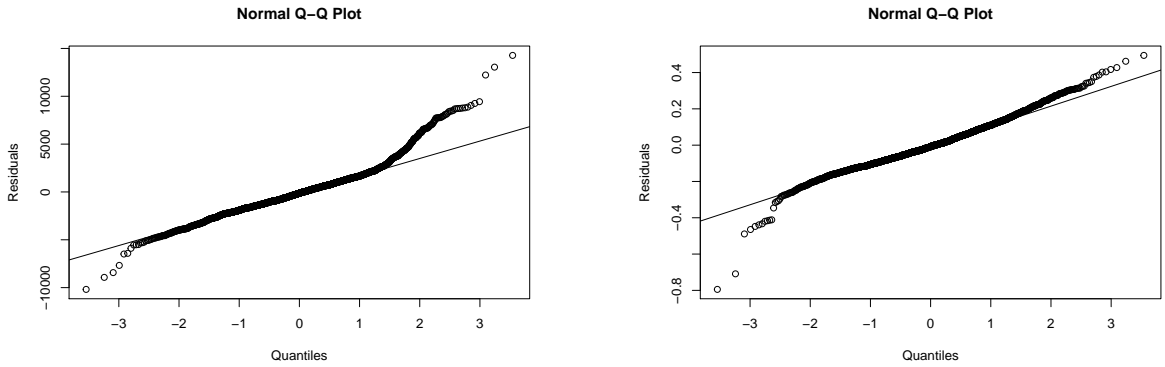 Normal Q−Q Plot
Residuals
10000
50000
0
−10000
−3 −2 −1 0 1 2 3
Quantiles
Normal Q−Q Plot
Residuals
0.4
0.2
0.0
−0.4
−0.8
−3 −2 −1 0 1 2 3
Quantiles